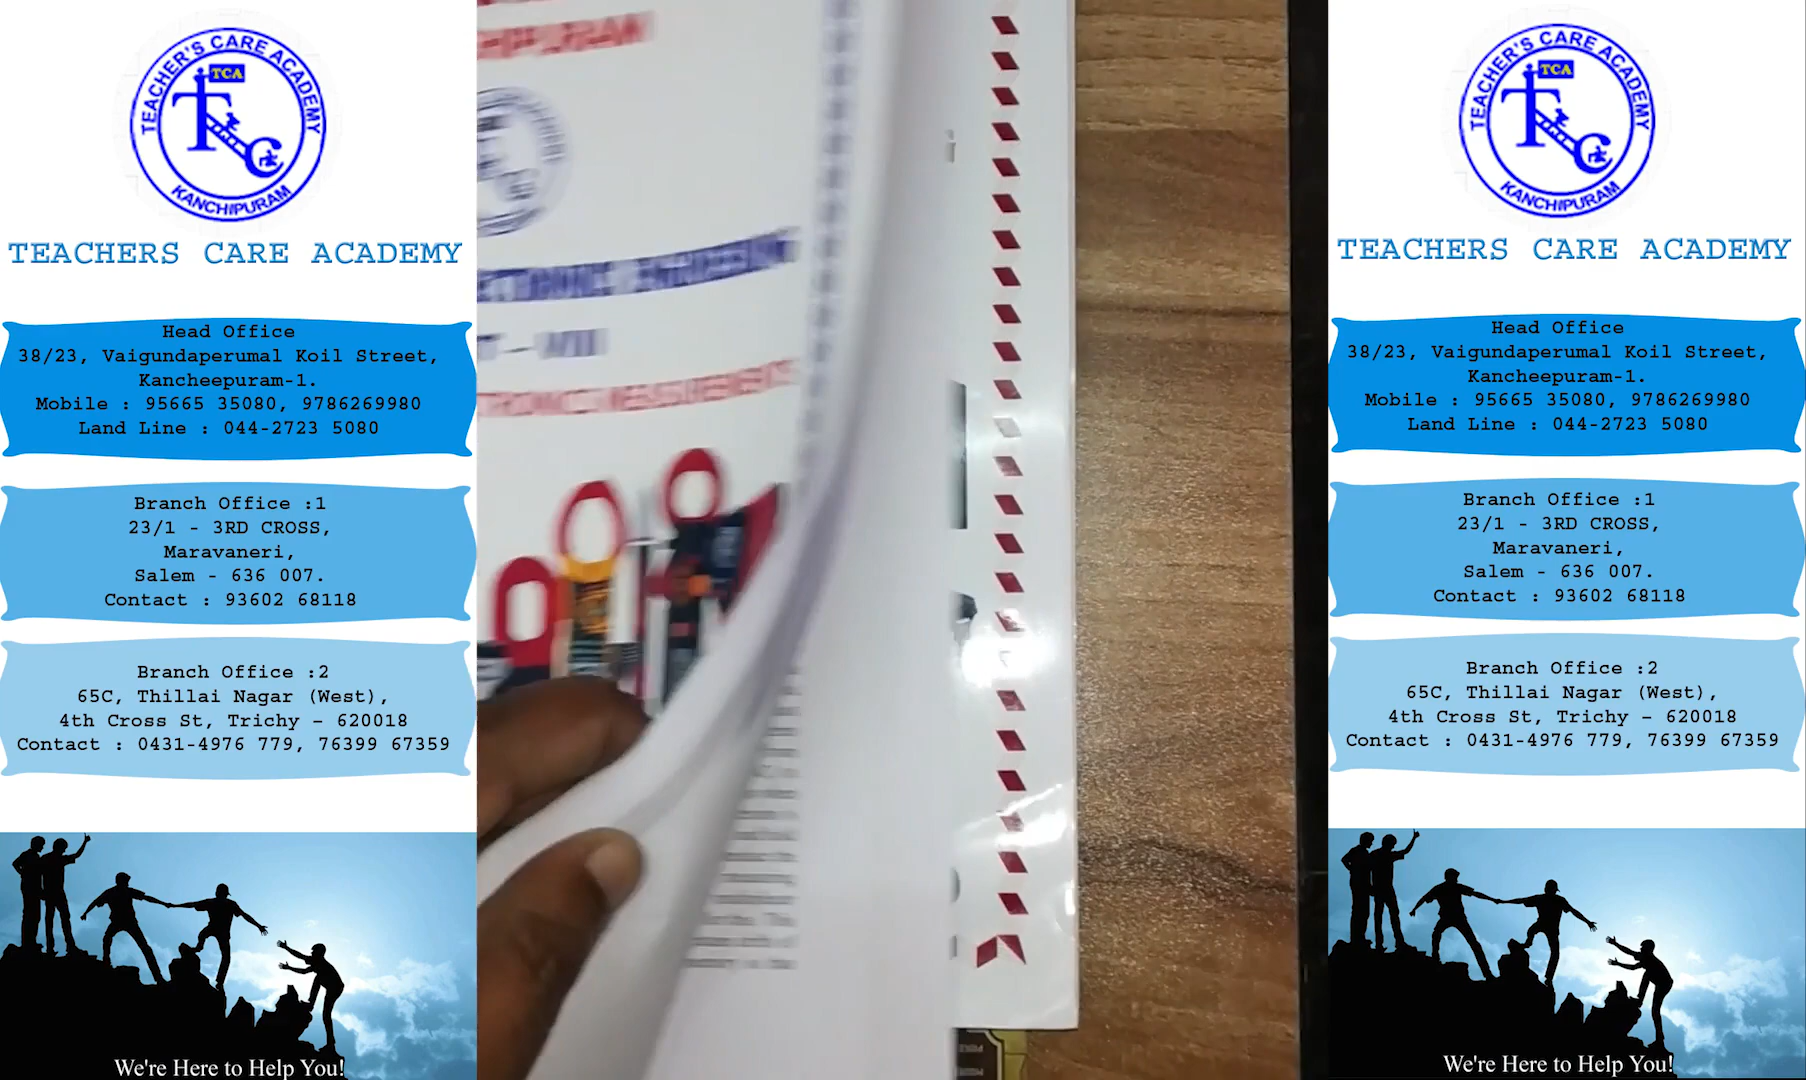 TEACHER'S CARE ACADEMY
TCA
KANCHIPURAM
TEACHERS CARE ACADEMY
Head Office
38/23, Vaigundaperumal Koil Street,
Kancheepuram-1.
Mobile : 95665 35080, 9786269980
Land Line : 044-2723 5080
Branch Office :1
23/1 - 3RD CROSS,
Maravaneri,
Salem - 636 007.
Contact : 93602 68118
Branch Office :2
65C, Thillai Nagar (West),
4th Cross St, Trichy - 620018
Contact : 0431-4976 779, 76399 67359
We're Here to Help You!
TEACHER'S CARE ACADEMY
TCA
KANCHIPURAM
TEACHERS CARE ACADEMY
Head Office
38/23, Vaigundaperumal Koil Street,
Kancheepuram-1.
Mobile : 95665 35080, 9786269980
Land Line : 044-2723 5080
Branch Office :1
23/1 - 3RD CROSS,
Maravaneri,
Salem - 636 007.
Contact : 93602 68118
Branch Office :2
65C, Thillai Nagar (West),
4th Cross St, Trichy - 620018
Contact : 0431-4976 779, 76399 67359
We're Here to Help You!